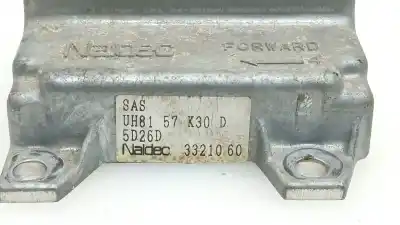 Naldec
FORWARD
SAS
UH81 57 K30 D
5D26D
Naldec 3321060